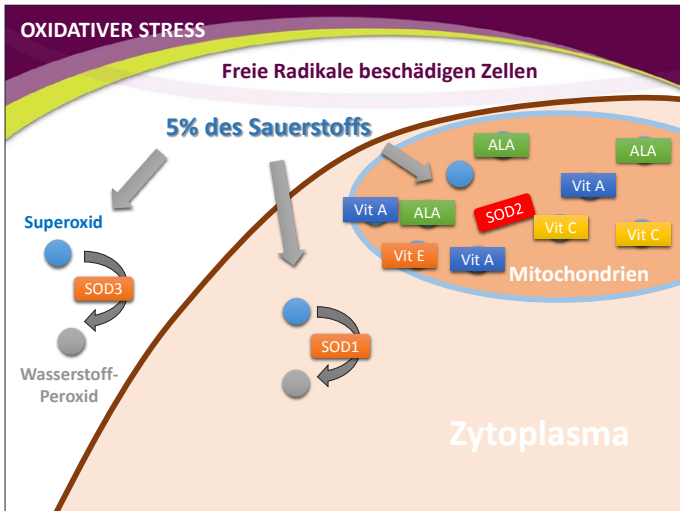 OXIDATIVER STRESS
Freie Radikale beschädigen Zellen
5% des Sauerstoffs
ALA
ALA
Vit A
Superoxid
Vit A
ALA
SOD2
Vit C
Vit C
Vit E
Vit A
Mitochondrien
SOD3
SOD1
Wasserstoff-
Peroxid
Zytoplasma